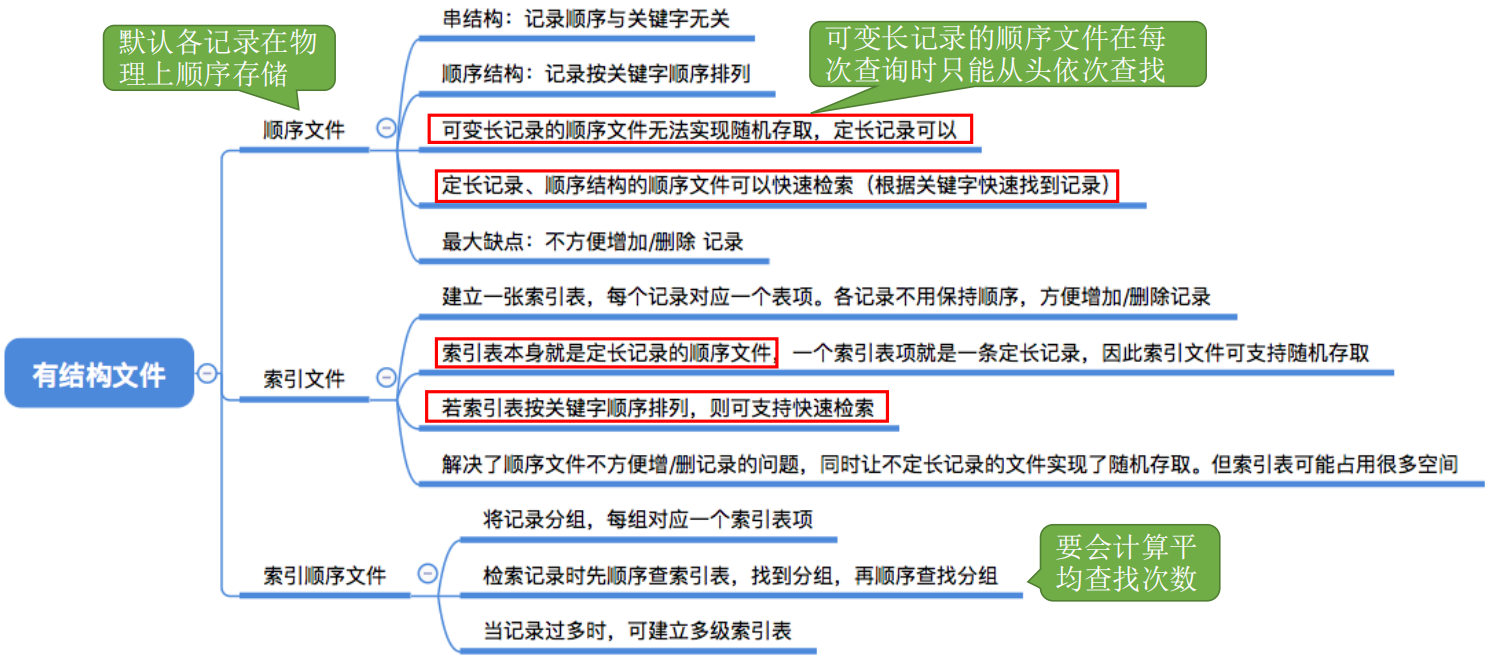 串结构：记录顺序与关键字无关
默认各记录在物
理上顺序存储
可变长记录的顺序文件在每
次查询时只能从头依次查找
顺序结构：记录按关键字顺序排列
顺序文件
可变长记录的顺序文件无法实现随机存取，定长记录可以
定长记录、顺序结构的顺序文件可以快速检索（根据关键字快速找到记录）
最大缺点：不方便增加/删除 记录
建立一张索引表，每个记录对应一个表项。各记录不用保持顺序，方便增加/删除记录
有结构文件
索引文件
索引表本身就是定长记录的顺序文件，一个索引表项就是一条定长记录，因此索引文件可支持随机存取
若索引表按关键字顺序排列，则可支持快速检索
解决了顺序文件不方便增/删记录的问题，同时让不定长记录的文件实现了随机存取。但索引表可能占用很多空间
将记录分组，每组对应一个索引表项
索引顺序文件
检索记录时先顺序查索引表，找到分组，再顺序查找分组
要会计算平
均查找次数
当记录过多时，可建立多级索引表